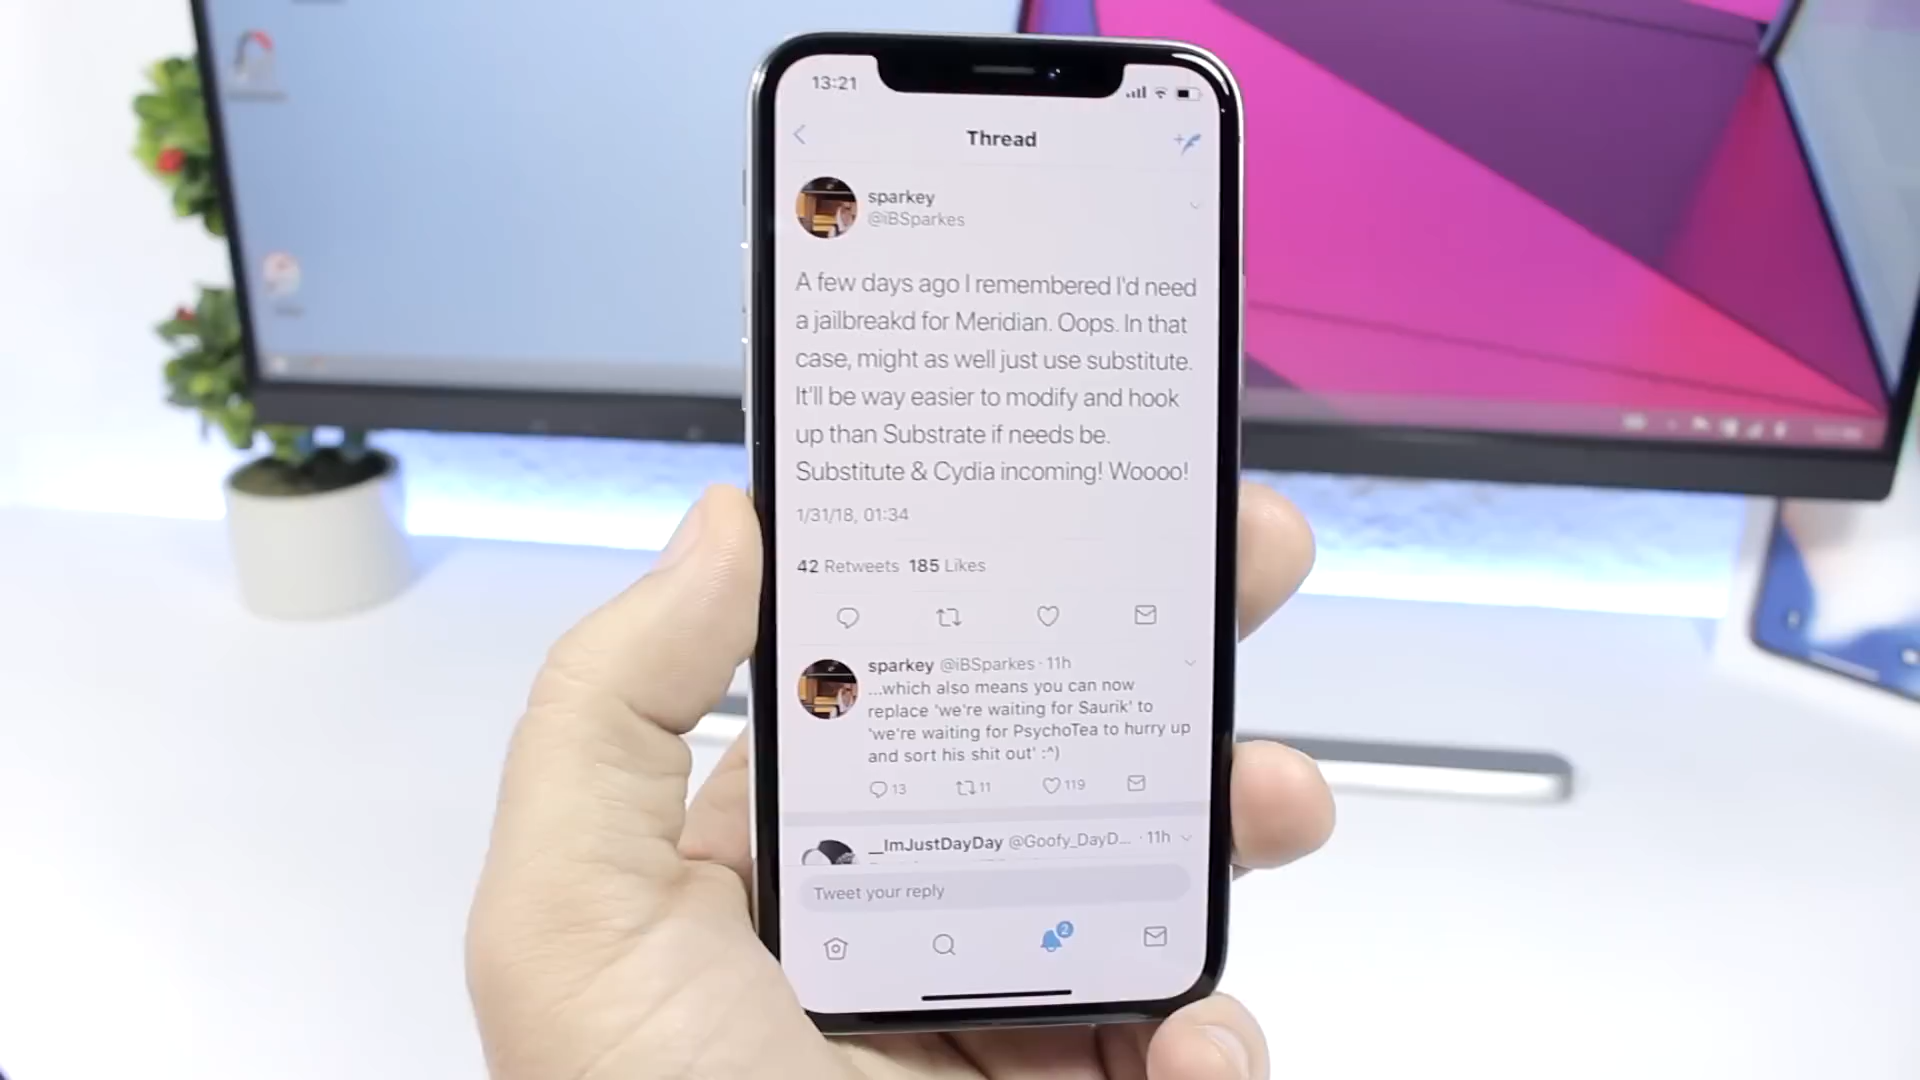 13:21
Thread
sparkey
@iBSparkes
A few days ago I remembered I'd need
a jailbreakd for Meridian. Oops. In that
case, might as well just use substitute.
It'll be way easier to modify and hook
up than Substrate if needs be.
Substitute & Cydia incoming! Woooo!
1/31/18, 01:34
42 Retweets 185 Likes
sparkey @iBSparkes · 11h
...which also means you can now
replace 'we're waiting for Saurik' to
'we're waiting for PsychoTea to hurry up
and sort his shit out' :^)
13 11 119
__ImJustDayDay @Goofy_DayD... · 11h
Tweet your reply
2